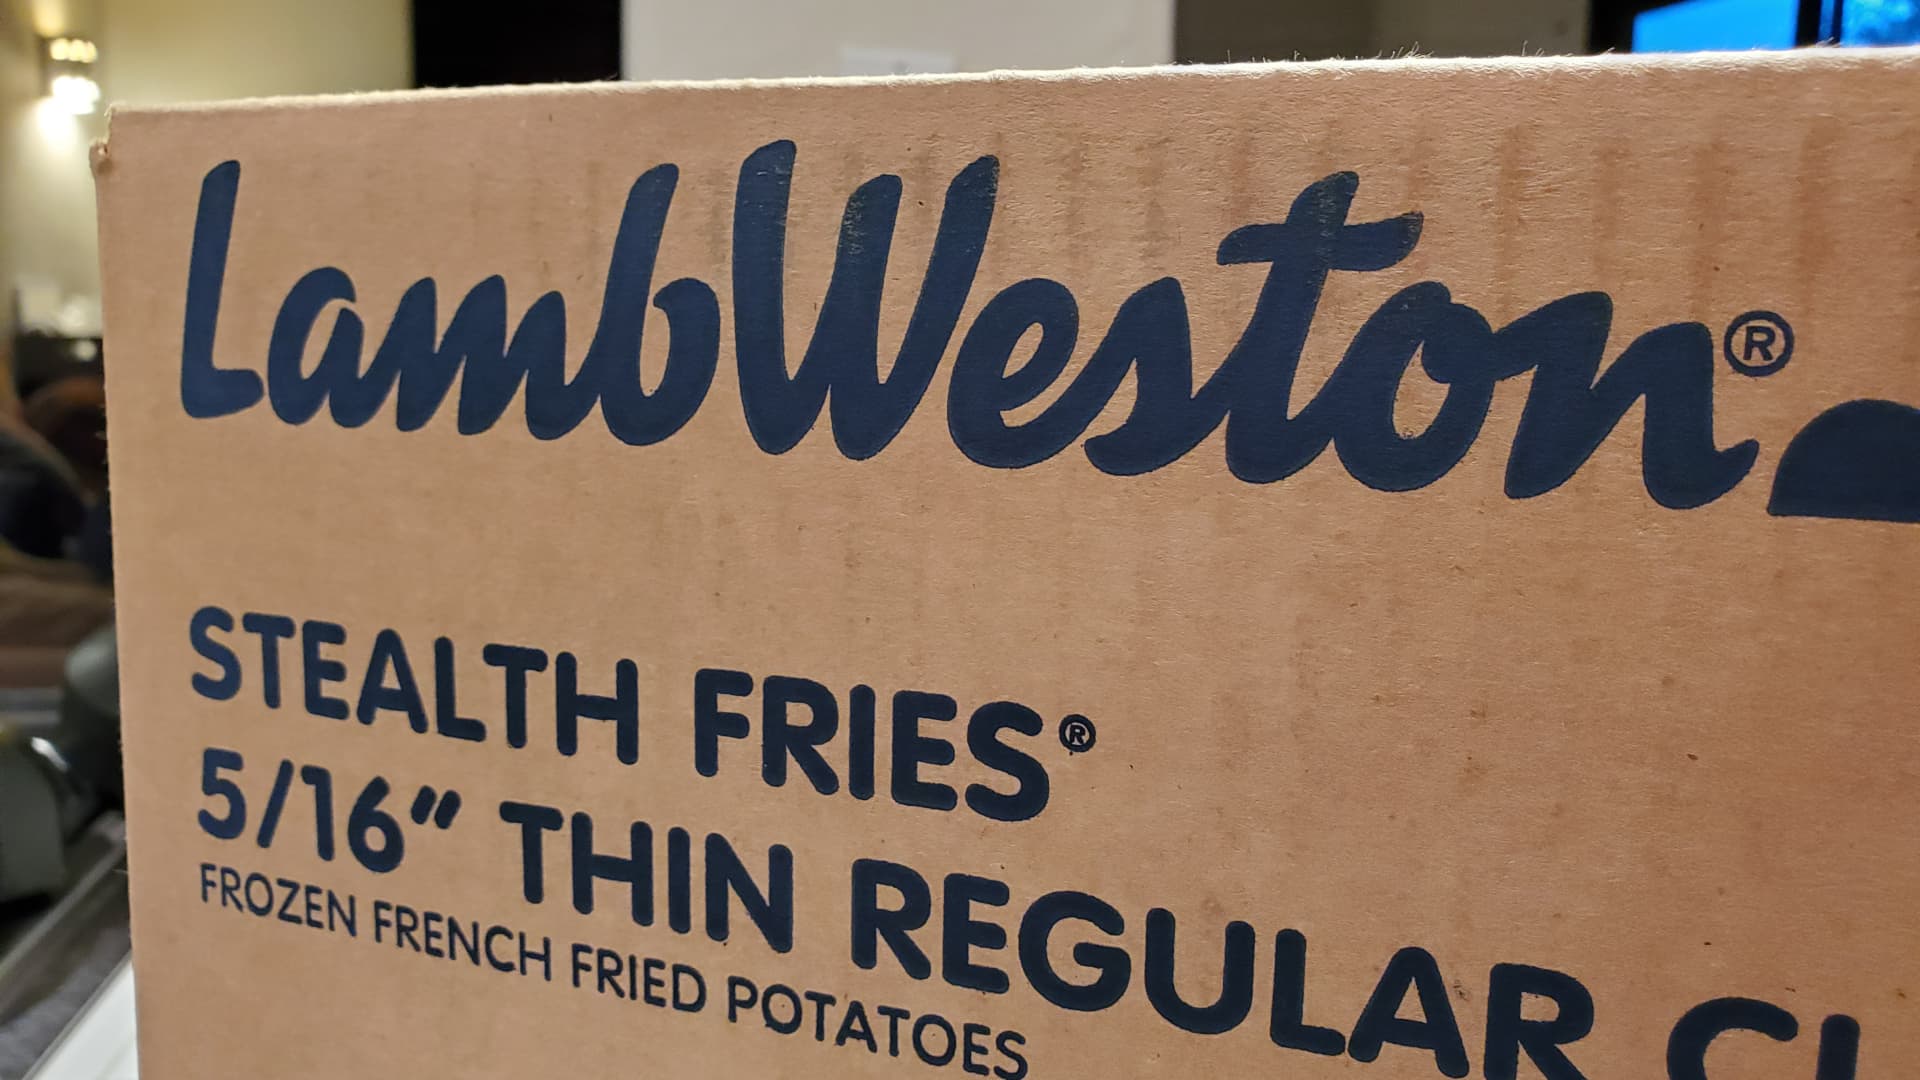 LambWeston®
STEALTH FRIES®
5/16" THIN REGULAR
FROZEN FRENCH FRIED POTATOES